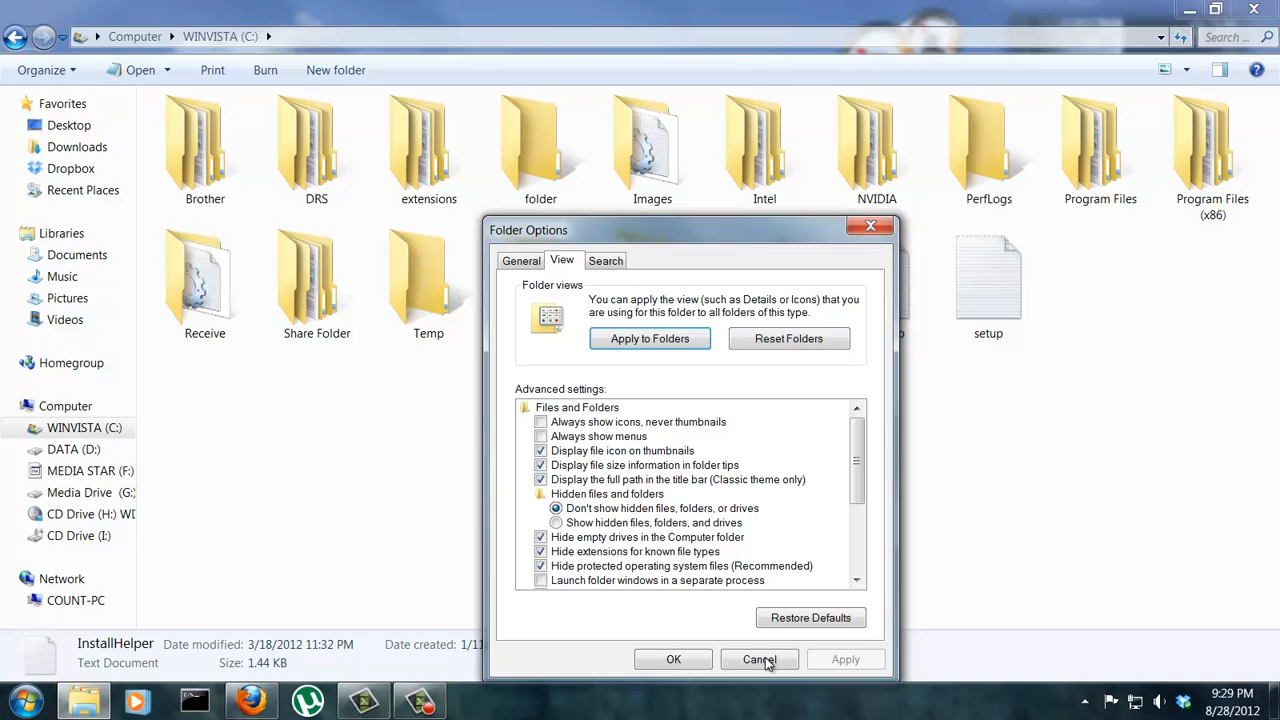 Computer WINVISTA (C:) Search ...
Organize Open Print Burn New folder
Favorites
Desktop
Downloads
Dropbox
Recent Places
Libraries
Documents
Music
Pictures
Videos
Homegroup
Computer
WINVISTA (C:)
DATA (D:)
MEDIA STAR (F:)
Media Drive (G:)
CD Drive (H:) WD
CD Drive (I:)
Network
COUNT-PC
Brother DRS extensions folder Images Intel NVIDIA PerfLogs Program Files Program Files
(x86)
Receive Share Folder Temp setup
Folder Options
General View Search
Folder views
You can apply the view (such as Details or Icons) that you
are using for this folder to all folders of this type.
Apply to Folders Reset Folders
Advanced settings:
Files and Folders
Always show icons, never thumbnails
Always show menus
Display file icon on thumbnails
Display file size information in folder tips
Display the full path in the title bar (Classic theme only)
Hidden files and folders
Don't show hidden files, folders, or drives
Show hidden files, folders, and drives
Hide empty drives in the Computer folder
Hide extensions for known file types
Hide protected operating system files (Recommended)
Launch folder windows in a separate process
Restore Defaults
OK Cancel Apply
InstallHelper Date modified: 3/18/2012 11:32 PM Date created: 1/11
Text Document Size: 1.44 KB
9:29 PM
8/28/2012